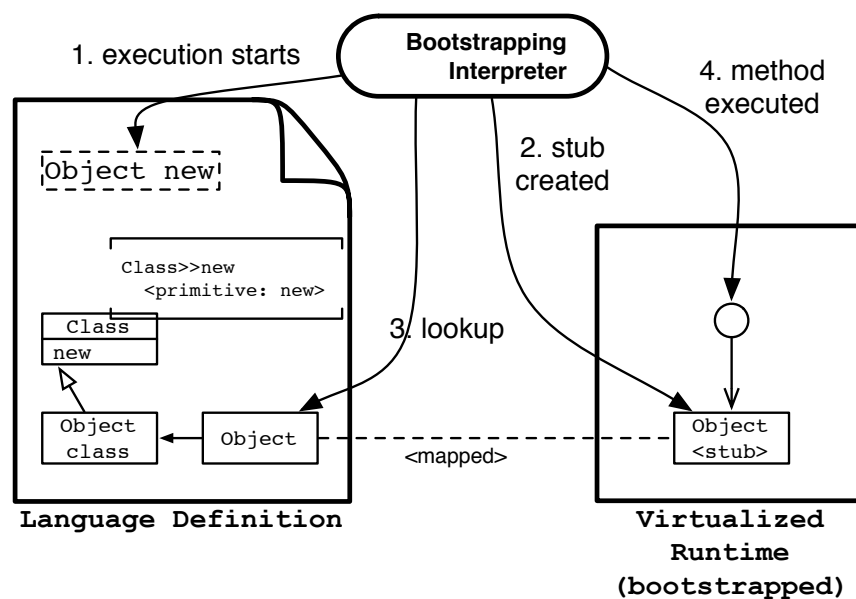 Bootstrapping
Interpreter
1. execution starts
4. method
executed
2. stub
created
Object new
Class>>new
<primitive: new>
Class
new
3. lookup
Object
class
Object
<mapped>
Object
<stub>
Language Definition
Virtualized
Runtime
(bootstrapped)